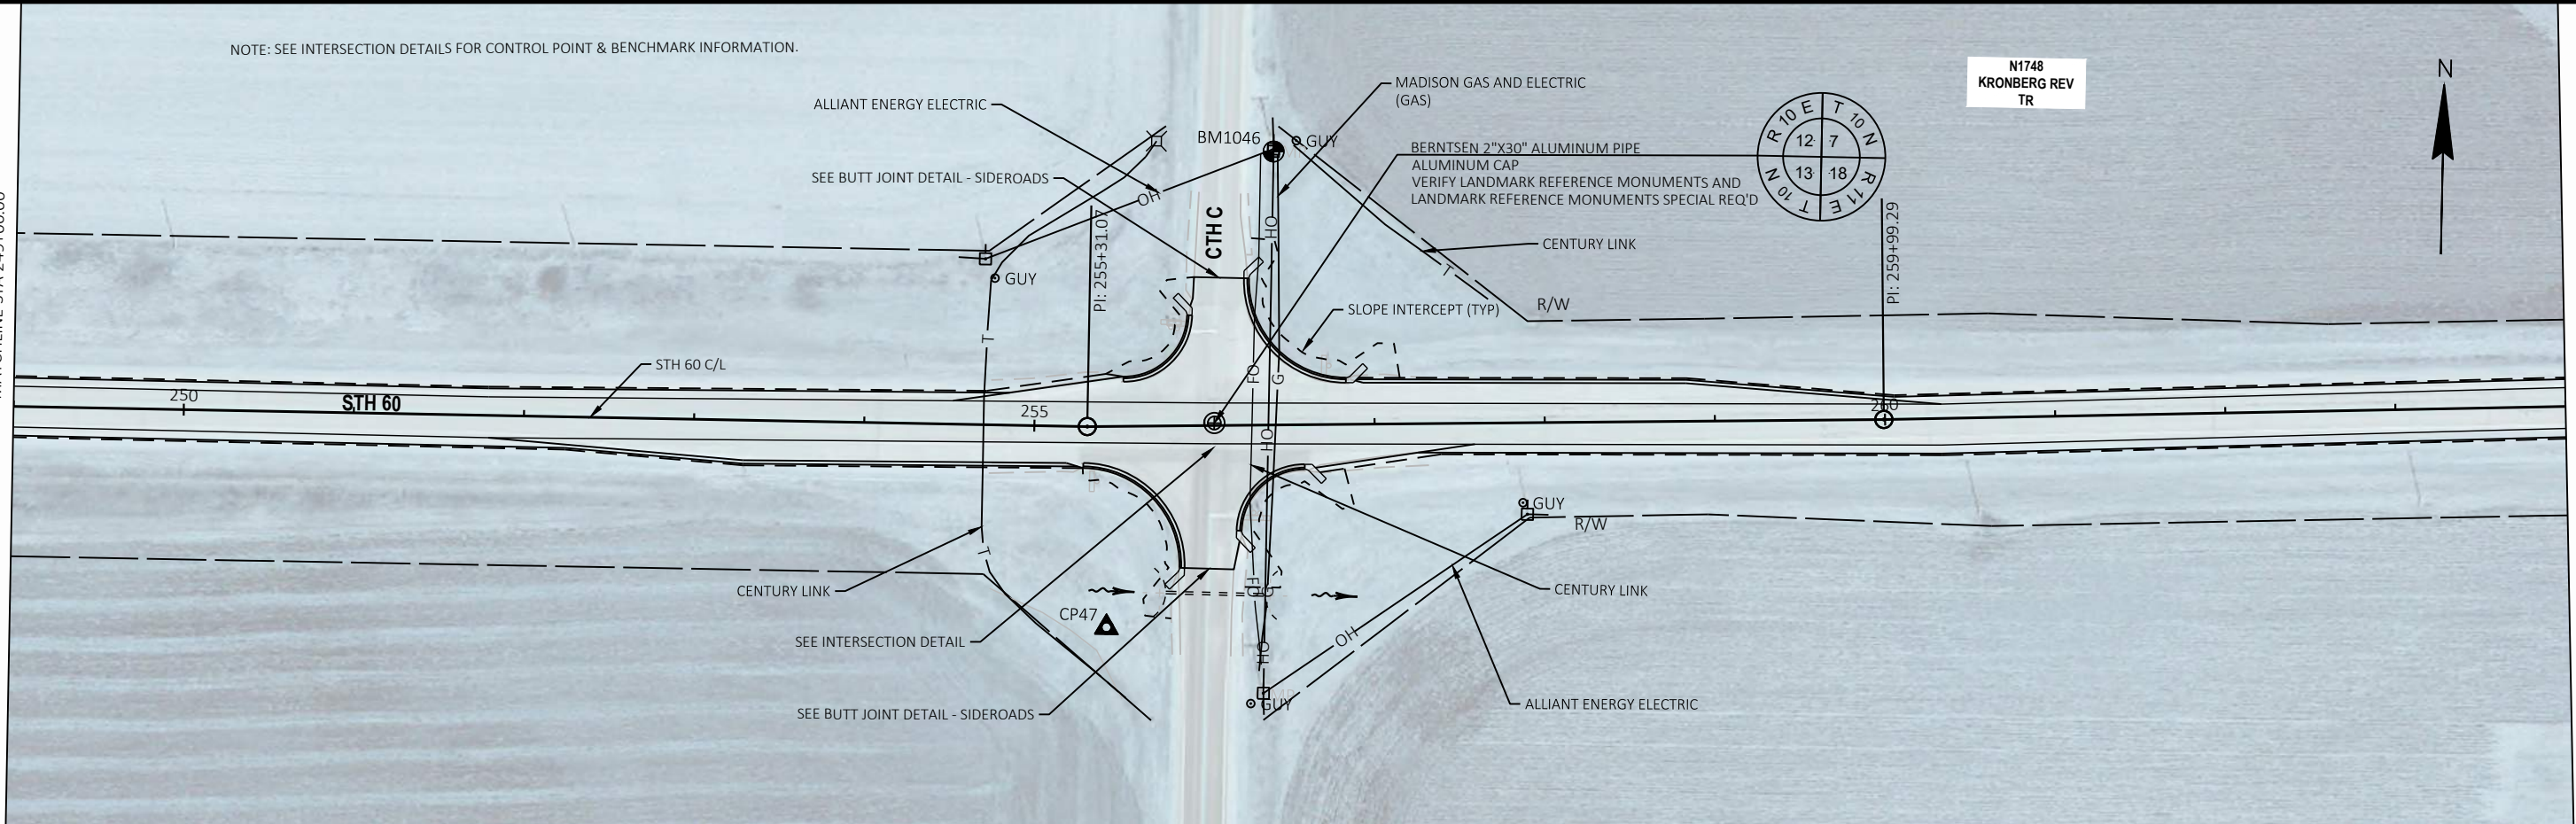 NOTE: SEE INTERSECTION DETAILS FOR CONTROL POINT & BENCHMARK INFORMATION.
N1748
KRONBERG REV
TR
N
ALLIANT ENERGY ELECTRIC
MADISON GAS AND ELECTRIC
(GAS)
BM1046
GUY
BERNTSEN 2"X30" ALUMINUM PIPE
ALUMINUM CAP
VERIFY LANDMARK REFERENCE MONUMENTS AND
LANDMARK REFERENCE MONUMENTS SPECIAL REQ'D
R 10 E
T 10 N
12 7
13 18
T 10 N
R 11 E
SEE BUTT JOINT DETAIL - SIDEROADS
OH
CTH C
OH
PI: 255+31.07
PI: 259+99.29
CENTURY LINK
T
GUY
R/W
SLOPE INTERCEPT (TYP)
T
STH 60 C/L
FO
G
250
STH 60
255
260
OH
GUY
R/W
T
CENTURY LINK
CENTURY LINK
FO
G
CP47
SEE INTERSECTION DETAIL
OH
OH
SEE BUTT JOINT DETAIL - SIDEROADS
GUY
ALLIANT ENERGY ELECTRIC